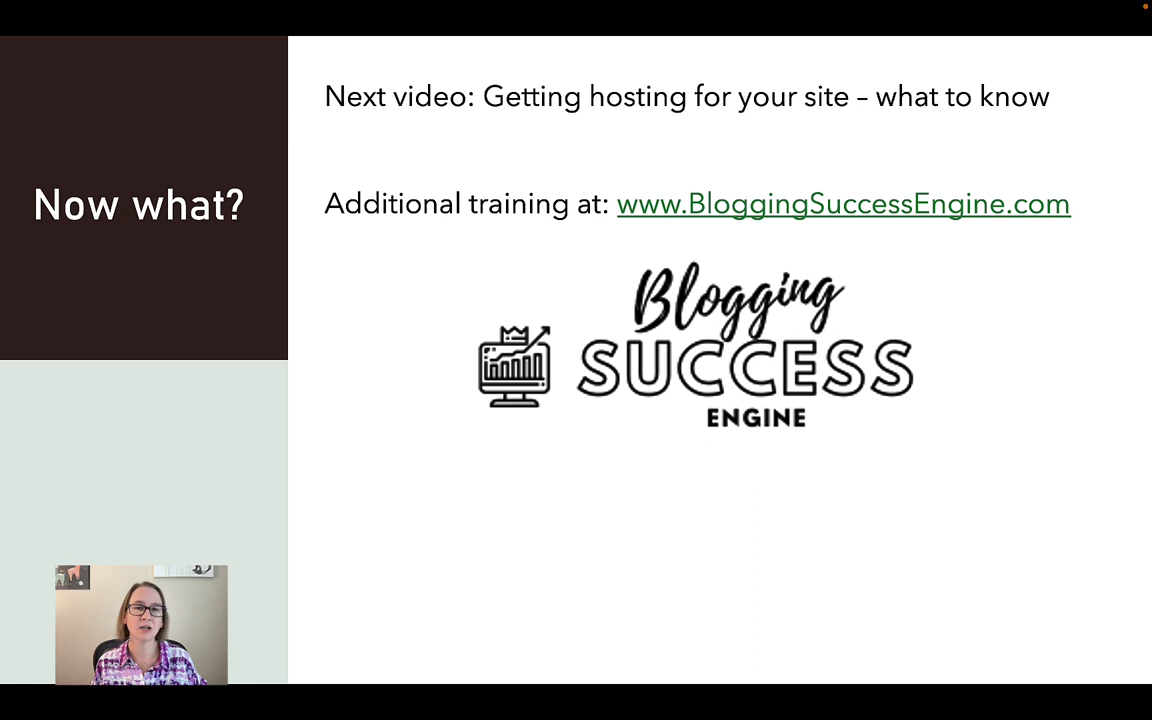 Now what?
Next video: Getting hosting for your site – what to know
Additional training at: www.BloggingSuccessEngine.com
Blogging
SUCCESS
ENGINE